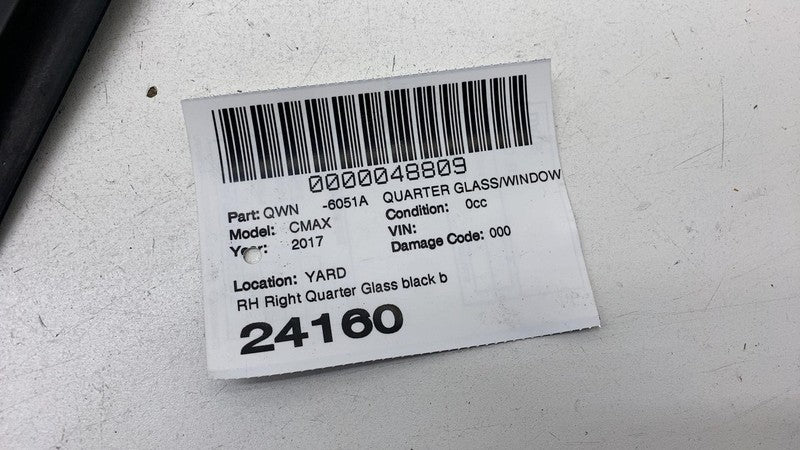 0000048809
Part: QWN -6051A QUARTER GLASS/WINDOW
Model: CMAX Condition: 0cc
Year: 2017 VIN:
Damage Code: 000
Location: YARD
RH Right Quarter Glass black b
24160